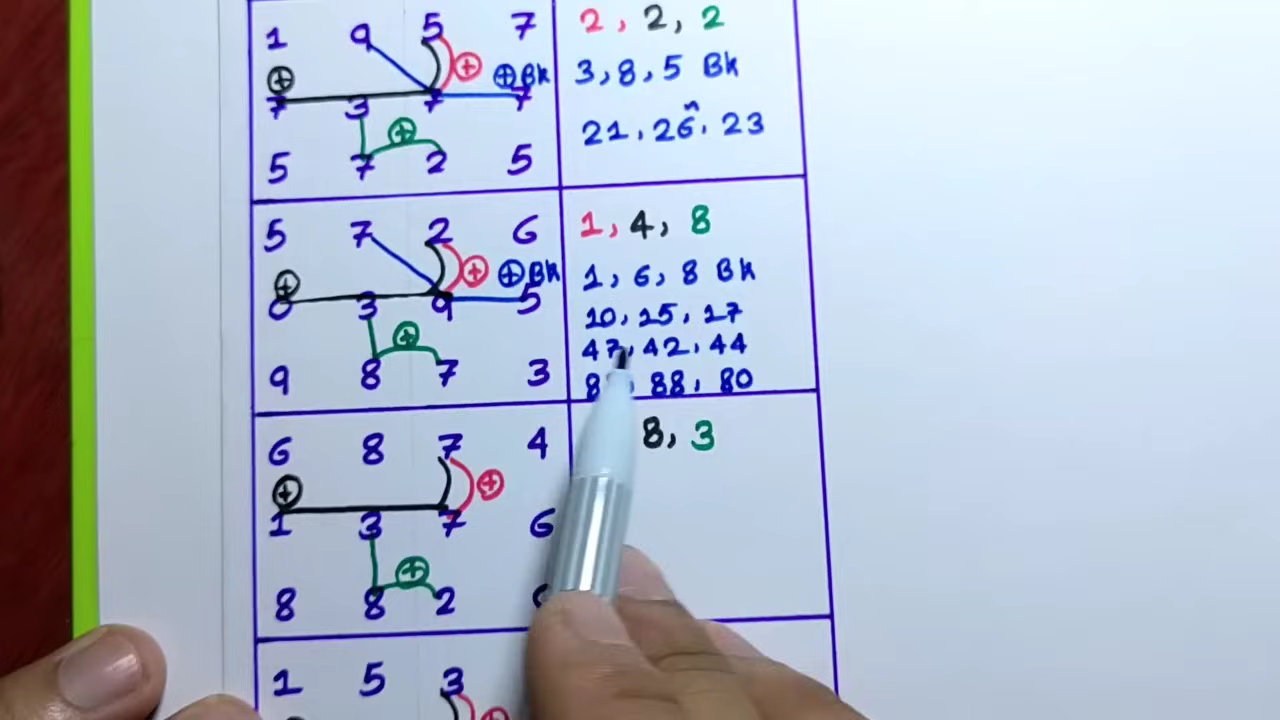 1 9 5 7
2, 2, 2
⊕ ⊕ ⊕Bk
3, 8, 5 Bk
7 3 7 7
⊕
21, 26, 23
5 7 2 5
5 7 2 6
1, 4, 8
⊕ ⊕ ⊕Bk
1, 6, 8 Bk
0 3 9 5
10, 15, 17
⊕
47, 42, 44
9 8 7 3
8 , 88, 80
6 8 7 4
8, 3
⊕ ⊕
1 3 7 6
⊕
8 8 2
1 5 3